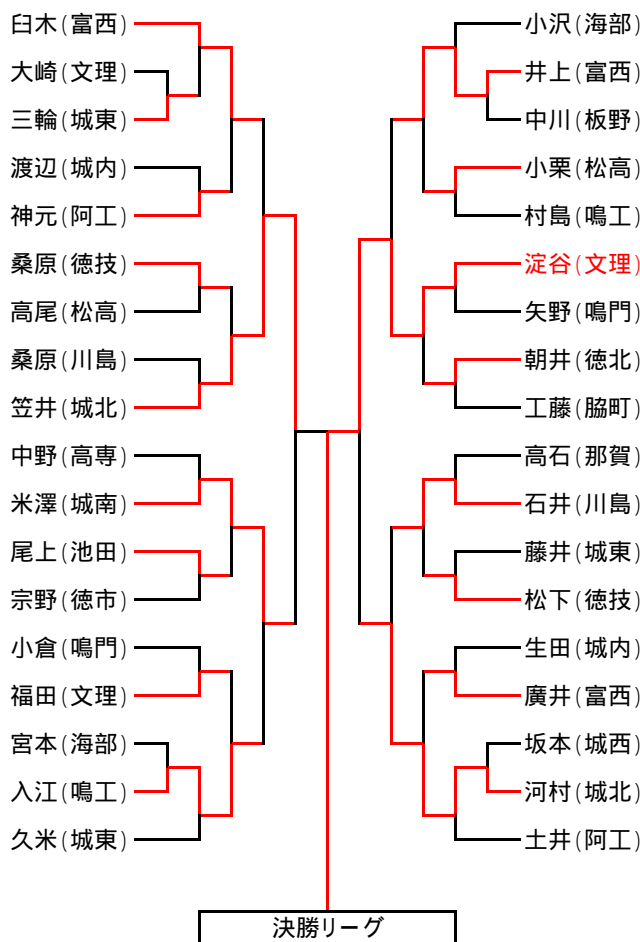 臼木(富西)
大崎(文理)
三輪(城東)
渡辺(城内)
神元(阿工)
桑原(徳技)
高尾(松高)
桑原(川島)
笠井(城北)
中野(高専)
米澤(城南)
尾上(池田)
宗野(徳市)
小倉(鳴門)
福田(文理)
宮本(海部)
入江(鳴工)
久米(城東)
小沢(海部)
井上(富西)
中川(板野)
小栗(松高)
村島(鳴工)
淀谷(文理)
矢野(鳴門)
朝井(徳北)
工藤(脇町)
高石(那賀)
石井(川島)
藤井(城東)
松下(徳技)
生田(城内)
廣井(富西)
坂本(城西)
河村(城北)
土井(阿工)
決勝リーグ